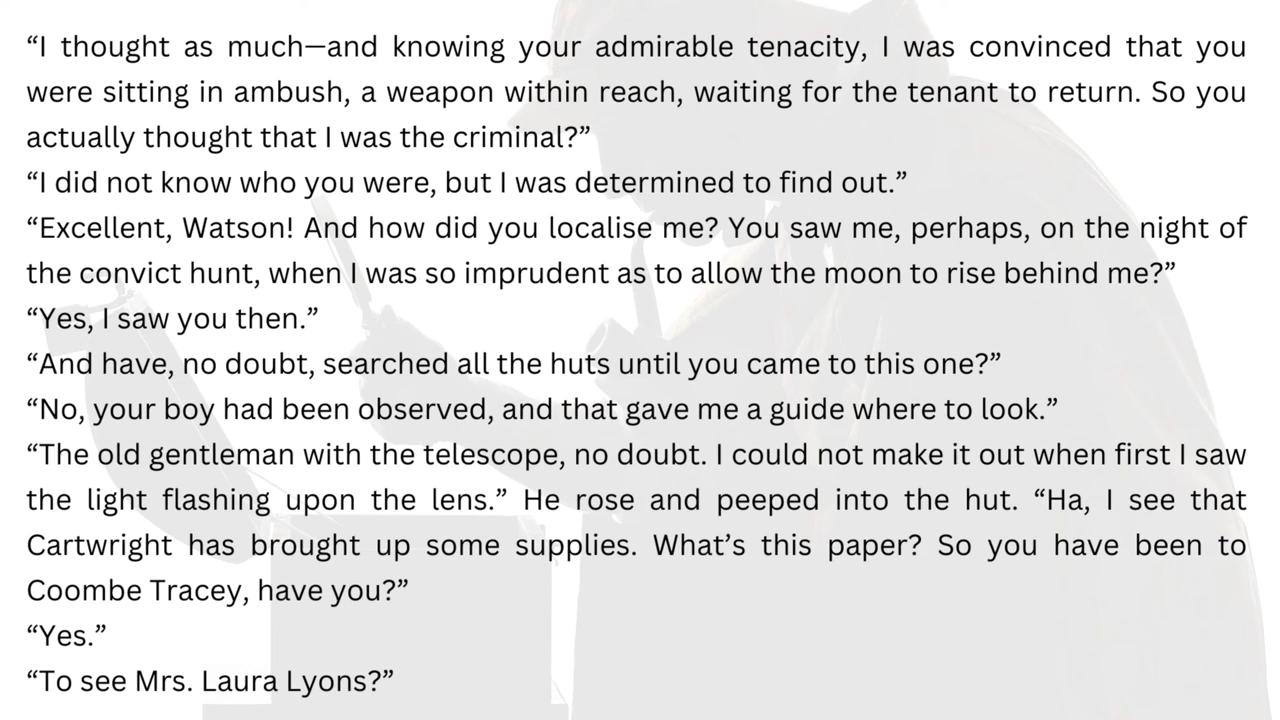 “I thought as much—and knowing your admirable tenacity, I was convinced that you
were sitting in ambush, a weapon within reach, waiting for the tenant to return. So you
actually thought that I was the criminal?”
“I did not know who you were, but I was determined to find out.”
“Excellent, Watson! And how did you localise me? You saw me, perhaps, on the night of
the convict hunt, when I was so imprudent as to allow the moon to rise behind me?”
“Yes, I saw you then.”
“And have, no doubt, searched all the huts until you came to this one?”
“No, your boy had been observed, and that gave me a guide where to look.”
“The old gentleman with the telescope, no doubt. I could not make it out when first I saw
the light flashing upon the lens.” He rose and peeped into the hut. “Ha, I see that
Cartwright has brought up some supplies. What’s this paper? So you have been to
Coombe Tracey, have you?”
“Yes.”
“To see Mrs. Laura Lyons?”